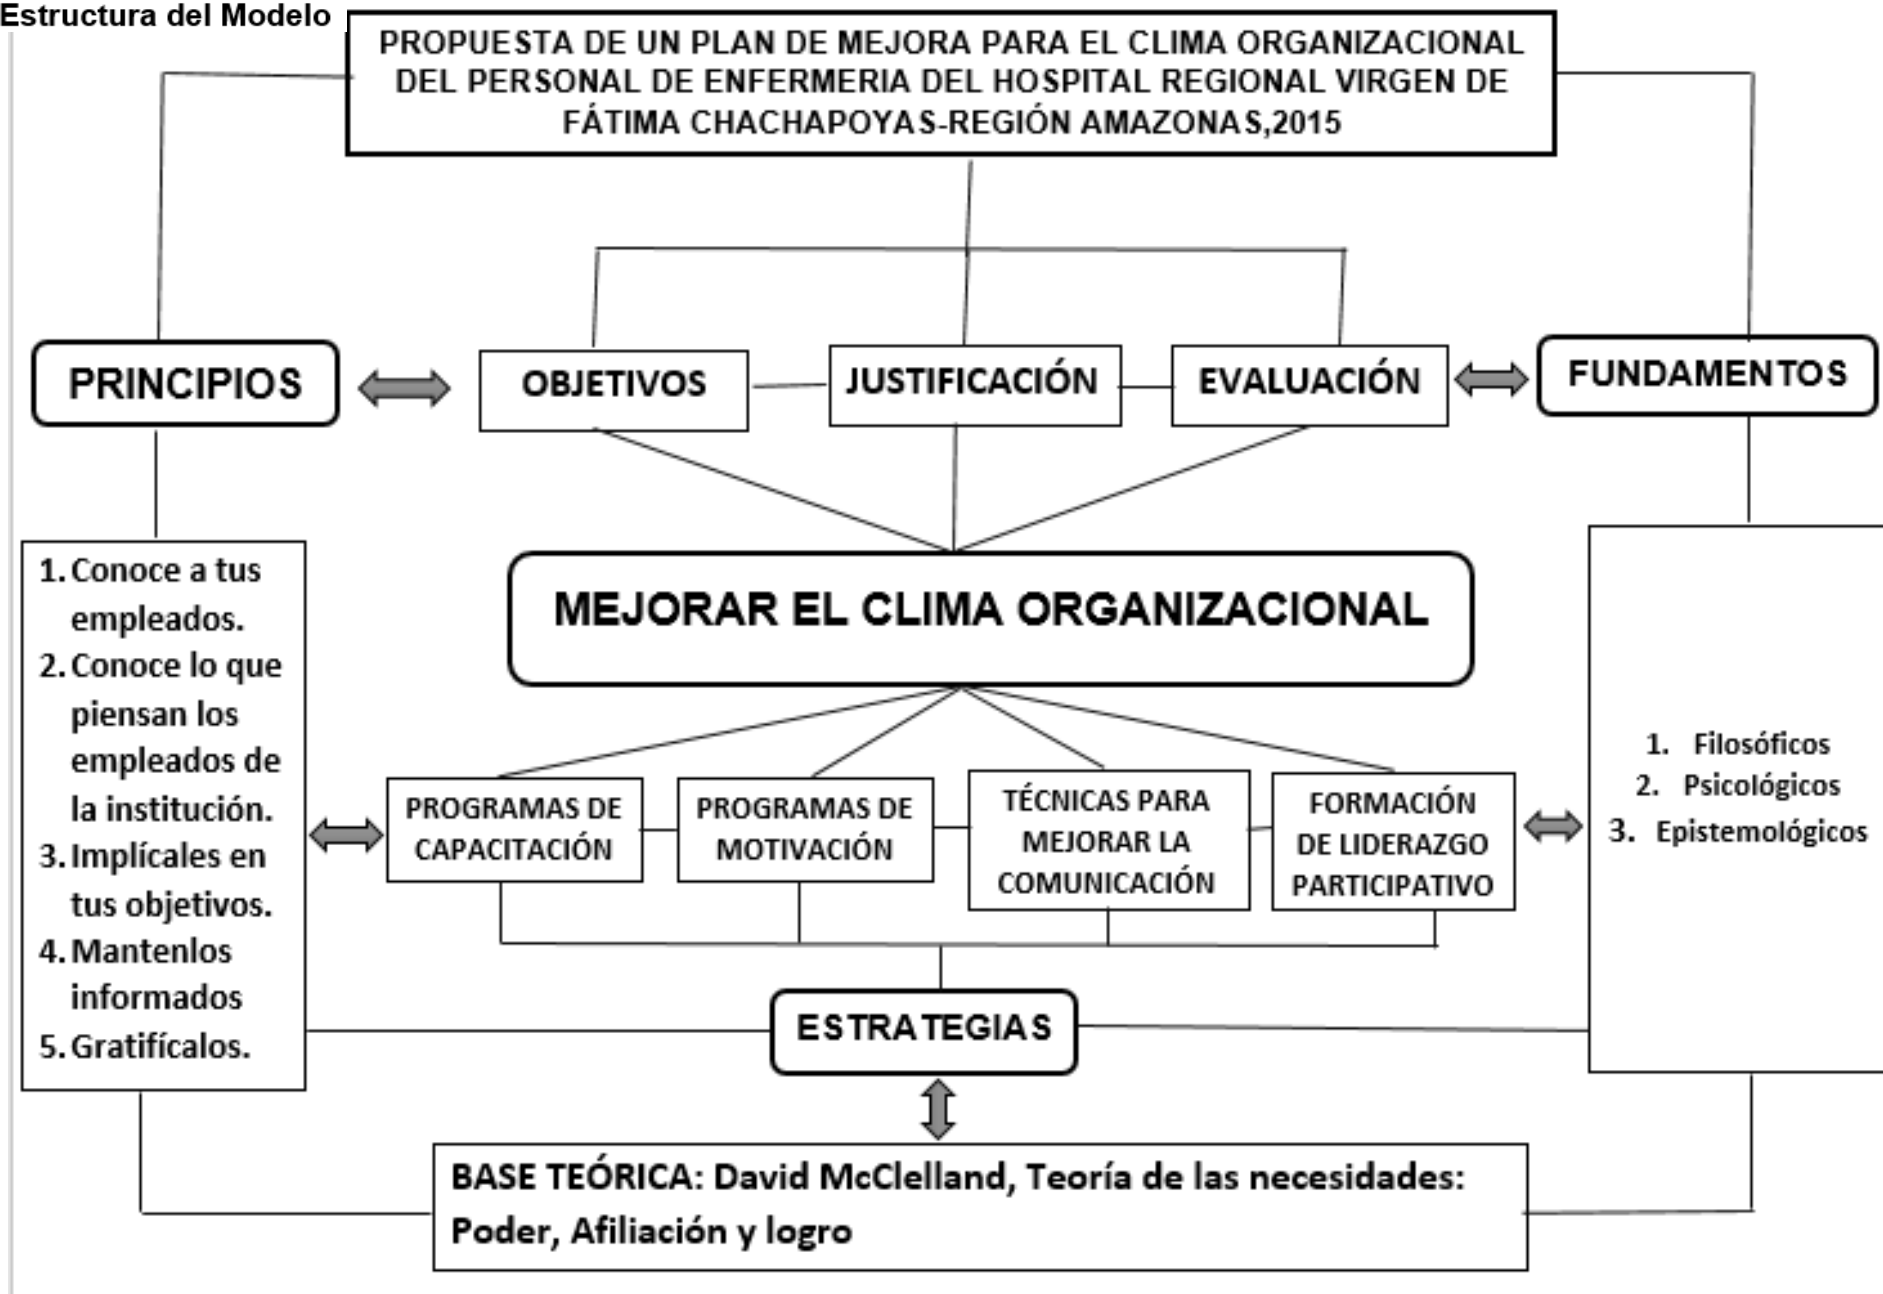 Estructura del Modelo
PROPUESTA DE UN PLAN DE MEJORA PARA EL CLIMA ORGANIZACIONAL
DEL PERSONAL DE ENFERMERIA DEL HOSPITAL REGIONAL VIRGEN DE
FÁTIMA CHACHAPOYAS-REGIÓN AMAZONAS,2015
PRINCIPIOS
OBJETIVOS
JUSTIFICACIÓN
EVALUACIÓN
FUNDAMENTOS
1. Conoce a tus
empleados.
2. Conoce lo que
piensan los
empleados de
la institución.
3. Implícales en
tus objetivos.
4. Mantenlos
informados
5. Gratifícalos.
MEJORAR EL CLIMA ORGANIZACIONAL
PROGRAMAS DE
CAPACITACIÓN
PROGRAMAS DE
MOTIVACIÓN
TÉCNICAS PARA
MEJORAR LA
COMUNICACIÓN
FORMACIÓN
DE LIDERAZGO
PARTICIPATIVO
1. Filosóficos
2. Psicológicos
3. Epistemológicos
ESTRATEGIAS
BASE TEÓRICA: David McClelland, Teoría de las necesidades:
Poder, Afiliación y logro